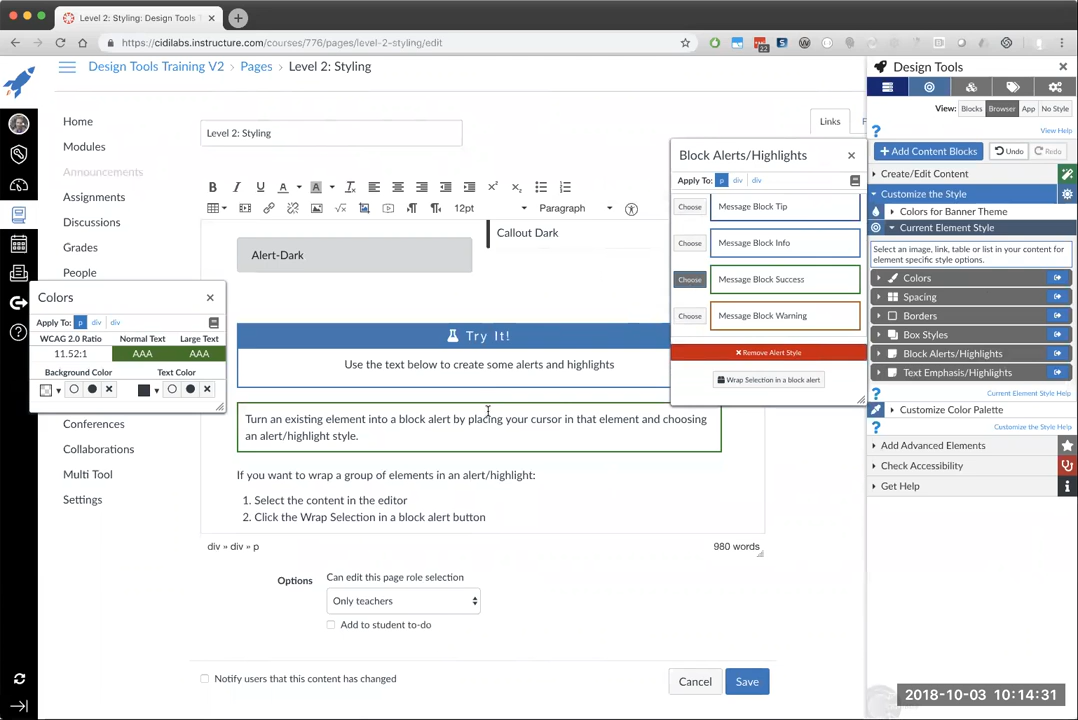 Level 2: Styling: Design Tools T
https://cidilabs.instructure.com/courses/776/pages/level-2-styling/edit
22
Design Tools Training V2 > Pages > Level 2: Styling
Home
Modules
Announcements
Assignments
Discussions
Grades
People
Conferences
Collaborations
Multi Tool
Settings
Level 2: Styling
Links
12pt
Paragraph
Alert-Dark
Callout Dark
Try It!
Use the text below to create some alerts and highlights
Turn an existing element into a block alert by placing your cursor in that element and choosing
an alert/highlight style.
If you want to wrap a group of elements in an alert/highlight:
1. Select the content in the editor
2. Click the Wrap Selection in a block alert button
div » div » p
980 words
Options
Can edit this page role selection
Only teachers
Add to student to-do
Notify users that this content has changed
Cancel
Save
Colors
Apply To: p div div
WCAG 2.0 Ratio Normal Text Large Text
11.52:1 AAA AAA
Background Color Text Color
Block Alerts/Highlights
Apply To: p div div
Choose Message Block Tip
Choose Message Block Info
Choose Message Block Success
Choose Message Block Warning
Remove Alert Style
Wrap Selection in a block alert
Design Tools
View: Blocks Browser App No Style
View Help
Add Content Blocks
Undo
Redo
Create/Edit Content
Customize the Style
Colors for Banner Theme
Current Element Style
Select an image, link, table or list in your content for
element specific style options.
Colors
Spacing
Borders
Box Styles
Block Alerts/Highlights
Text Emphasis/Highlights
Current Element Style Help
Customize Color Palette
Customize the Style Help
Add Advanced Elements
Check Accessibility
Get Help
2018-10-03 10:14:31